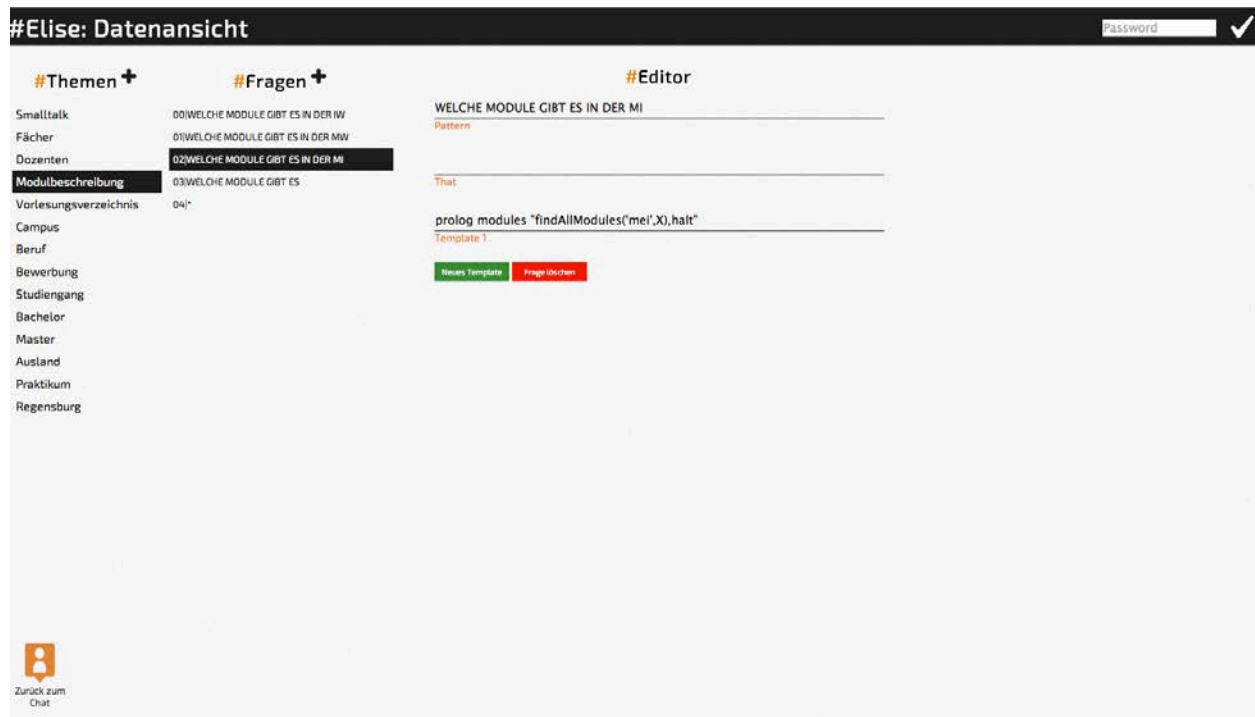 #Elise: Datenansicht
Password
#Themen +
Smalltalk
Fächer
Dozenten
Modulbeschreibung
Vorlesungsverzeichnis
Campus
Beruf
Bewerbung
Studiengang
Bachelor
Master
Ausland
Praktikum
Regensburg
#Fragen +
00|WELCHE MODULE GIBT ES IN DER IW
01|WELCHE MODULE GIBT ES IN DER MW
02|WELCHE MODULE GIBT ES IN DER MI
03|WELCHE MODULE GIBT ES
04|*
#Editor
WELCHE MODULE GIBT ES IN DER MI
Pattern
That
prolog modules "findAllModules('mei',X),halt"
Template 1
Neues Template
Frage löschen
Zurück zum
Chat